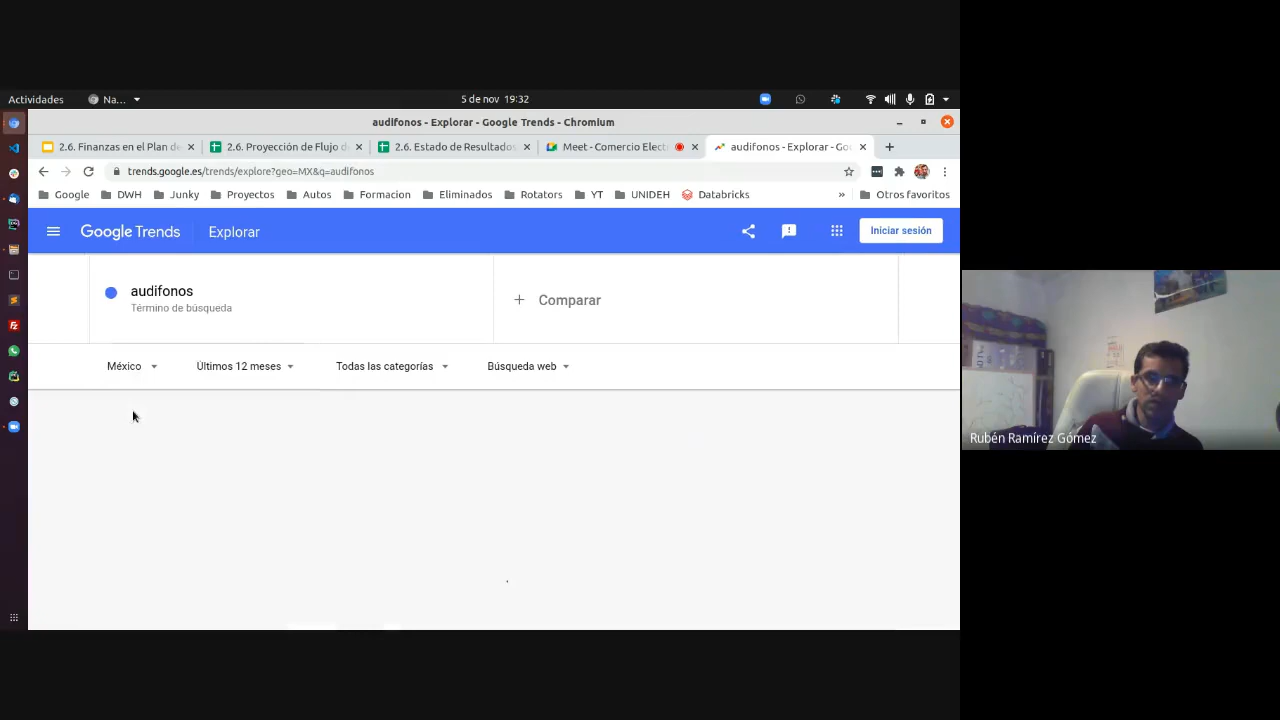 Actividades
Na...
5 de nov 19:32
audifonos - Explorar - Google Trends - Chromium
2.6. Finanzas en el Plan de
2.6. Proyección de Flujo d
2.6. Estado de Resultados
Meet - Comercio Elect
audifonos - Explorar - Go
trends.google.es/trends/explore?geo=MX&q=audifonos
Google
DWH
Junky
Proyectos
Autos
Formacion
Eliminados
Rotators
YT
UNIDEH
Databricks
»
Otros favoritos
Google Trends
Explorar
Iniciar sesión
audifonos
Término de búsqueda
+ Comparar
México
Últimos 12 meses
Todas las categorías
Búsqueda web
Rubén Ramírez Gómez